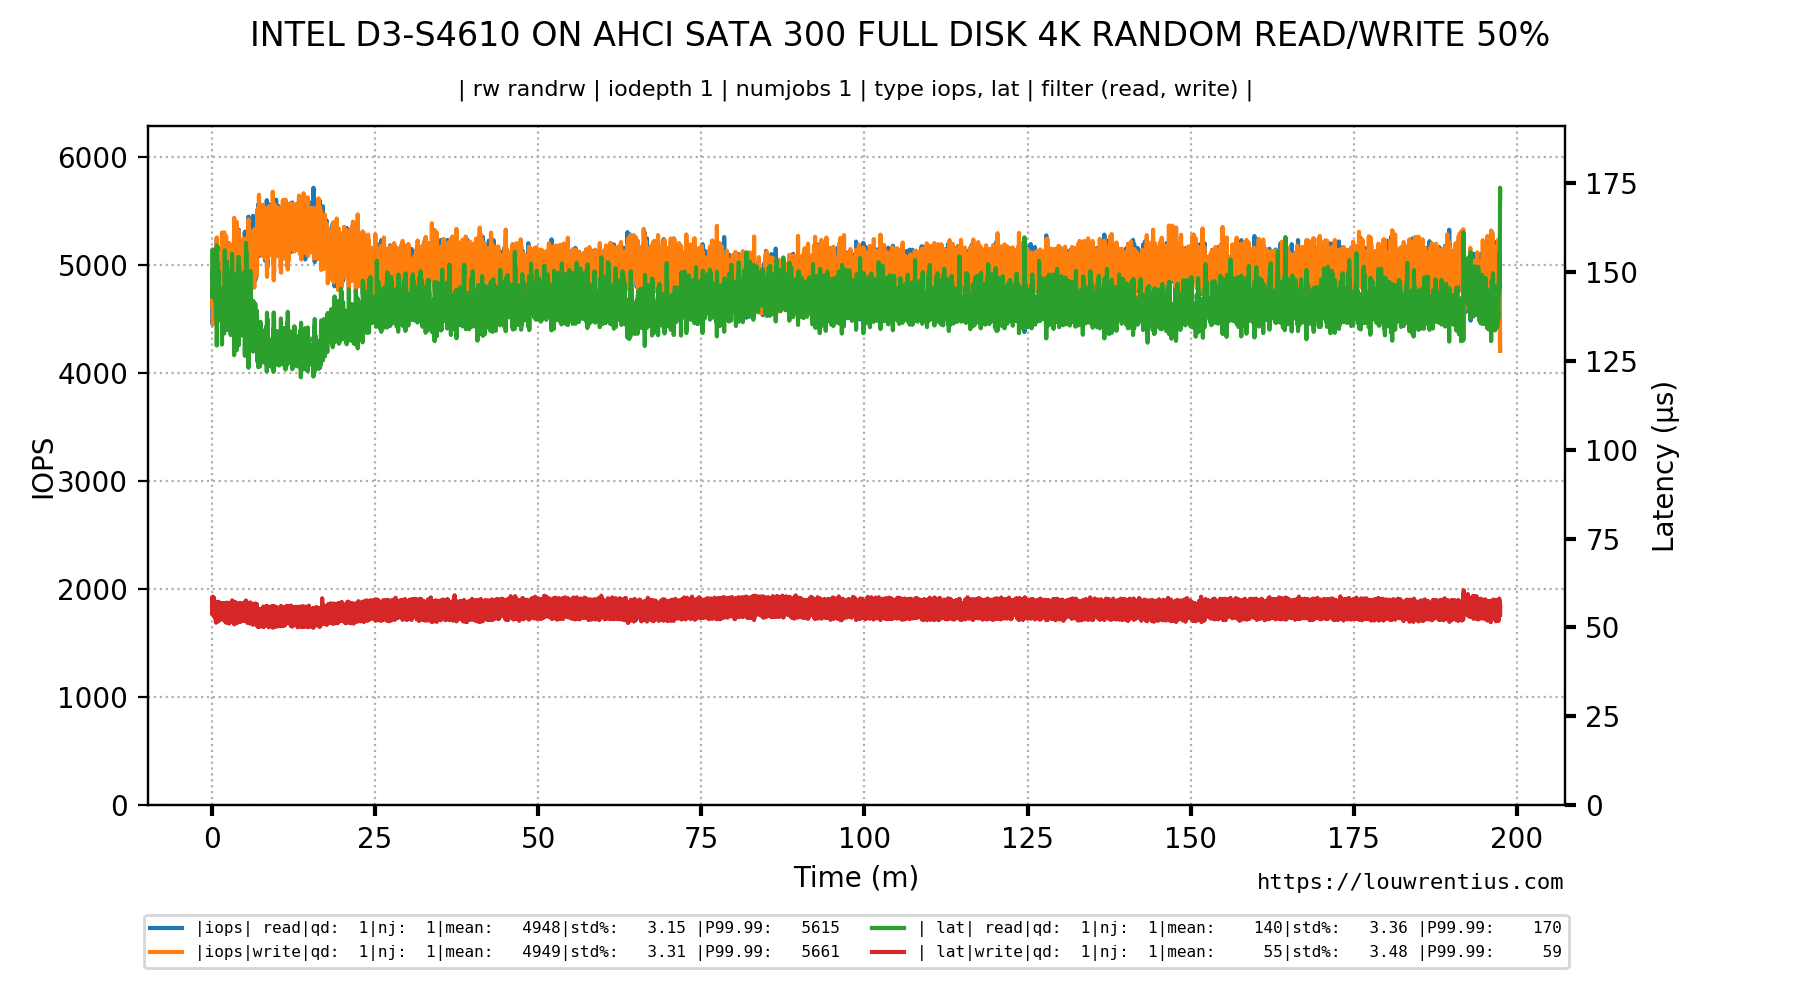 INTEL D3-S4610 ON AHCI SATA 300 FULL DISK 4K RANDOM READ/WRITE 50%
| rw randrw | iodepth 1 | numjobs 1 | type iops, lat | filter (read, write) |
6000
5000
4000
3000
2000
1000
0
IOPS
175
150
125
100
75
50
25
0
Latency (µs)
0 25 50 75 100 125 150 175 200
Time (m)
https://louwrentius.com
|iops| read|qd: 1|nj: 1|mean: 4948|std%: 3.15 |P99.99: 5615
|iops|write|qd: 1|nj: 1|mean: 4949|std%: 3.31 |P99.99: 5661
| lat| read|qd: 1|nj: 1|mean: 140|std%: 3.36 |P99.99: 170
| lat|write|qd: 1|nj: 1|mean: 55|std%: 3.48 |P99.99: 59